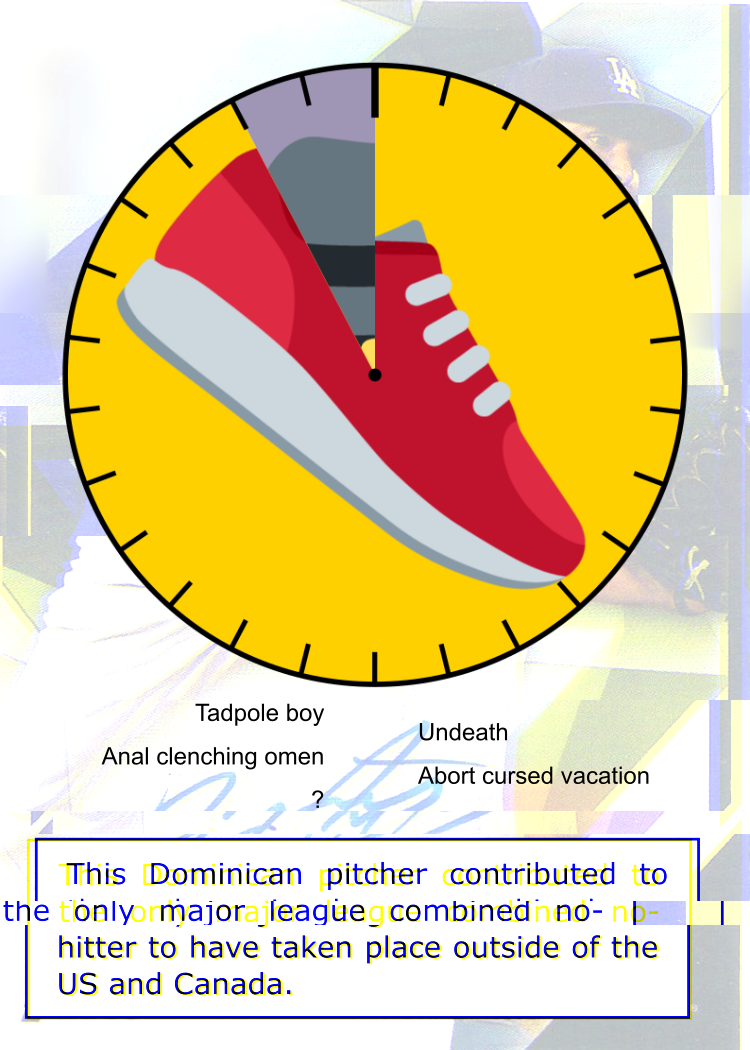 LA
Tadpole boy
Anal clenching omen
?
Undeath
Abort cursed vacation
This Dominican pitcher contributed to
the only major league combined no-
hitter to have taken place outside of the
US and Canada.